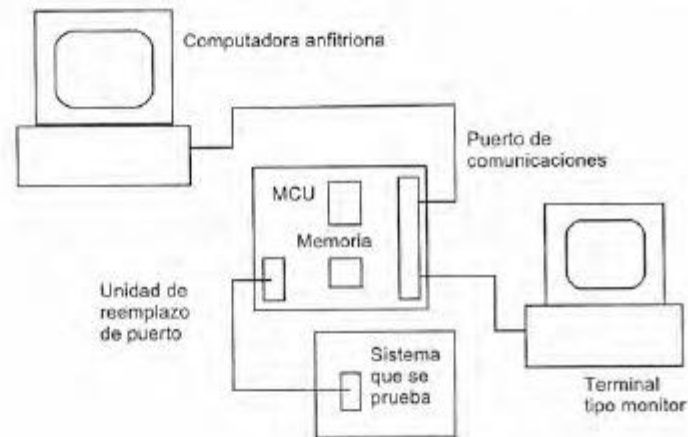 Computadora anfitriona
Puerto de
comunicaciones
MCU
Memoria
Unidad de
reemplazo
de puerto
Sistema
que se
prueba
Terminal
tipo monitor